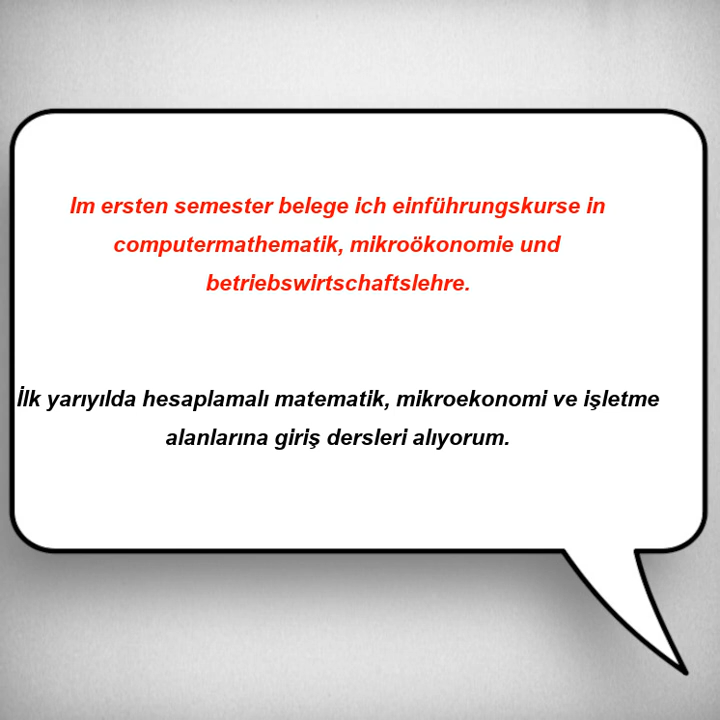 Im ersten semester belege ich einführungskurse in
computermathematik, mikroökonomie und
betriebswirtschaftslehre.
İlk yarıyılda hesaplamalı matematik, mikroekonomi ve işletme
alanlarına giriş dersleri alıyorum.